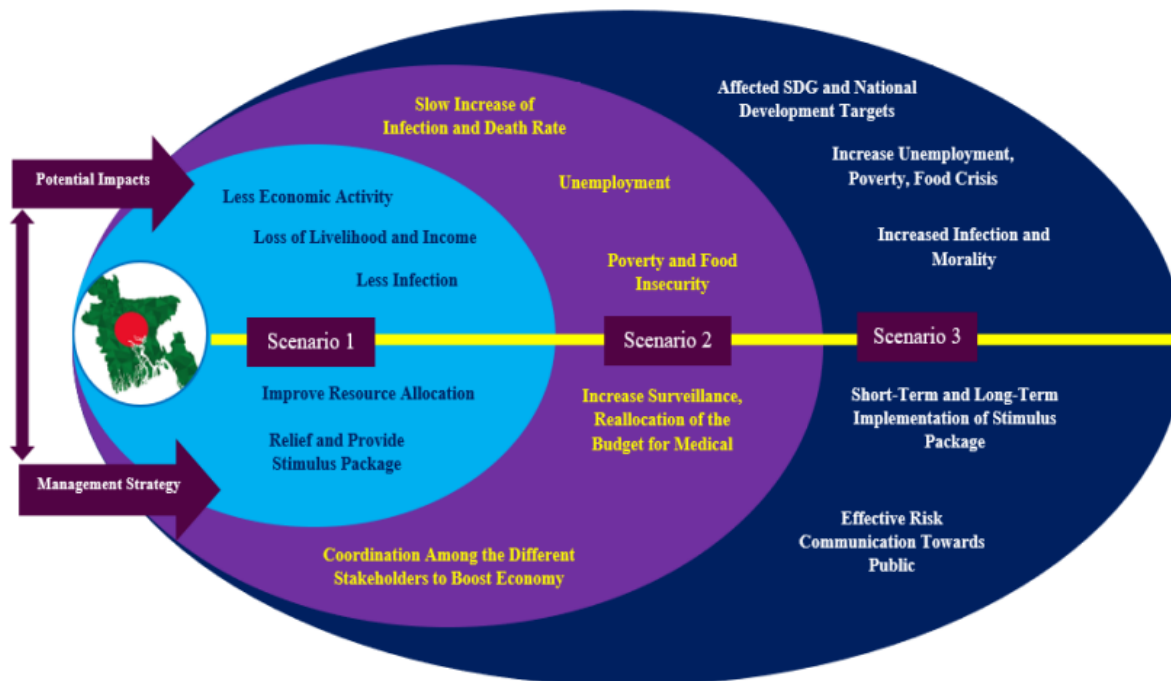 Potential Impacts
Less Economic Activity
Loss of Livelihood and Income
Less Infection
Slow Increase of
Infection and Death Rate
Unemployment
Poverty and Food
Insecurity
Affected SDG and National
Development Targets
Increase Unemployment,
Poverty, Food Crisis
Increased Infection and
Morality
Scenario 1
Scenario 2
Scenario 3
Management Strategy
Improve Resource Allocation
Relief and Provide
Stimulus Package
Increase Surveillance,
Reallocation of the
Budget for Medical
Coordination Among the Different
Stakeholders to Boost Economy
Short-Term and Long-Term
Implementation of Stimulus
Package
Effective Risk
Communication Towards
Public